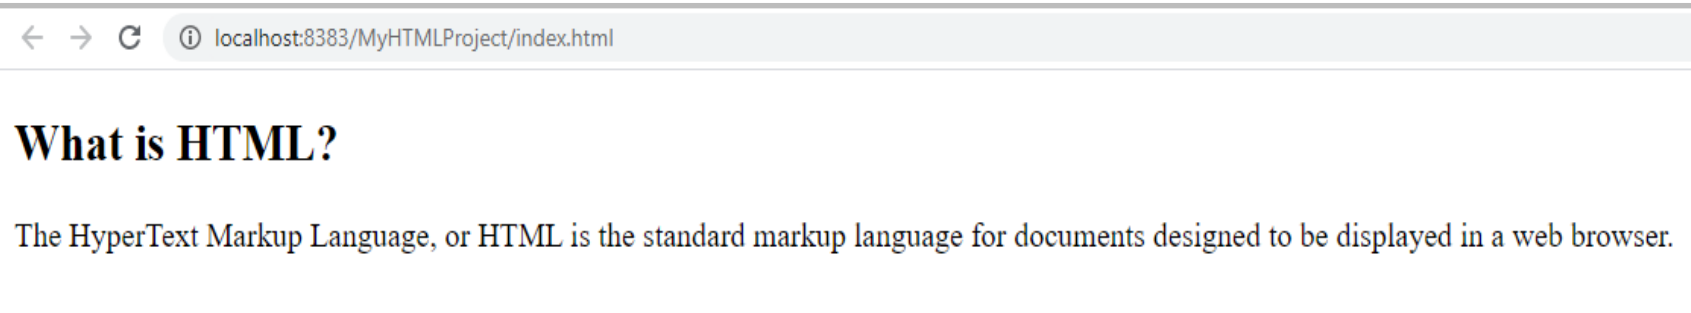 localhost:8383/MyHTMLProject/index.html
What is HTML?
The HyperText Markup Language, or HTML is the standard markup language for documents designed to be displayed in a web browser.